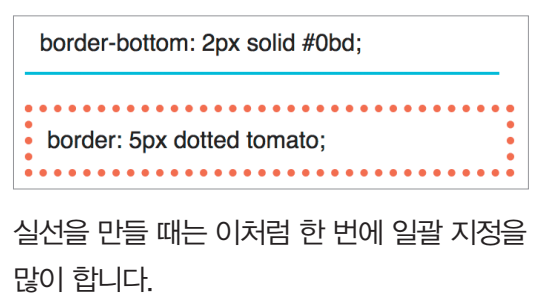 border-bottom: 2px solid #0bd;
border: 5px dotted tomato;
실선을 만들 때는 이처럼 한 번에 일괄 지정을
많이 합니다.